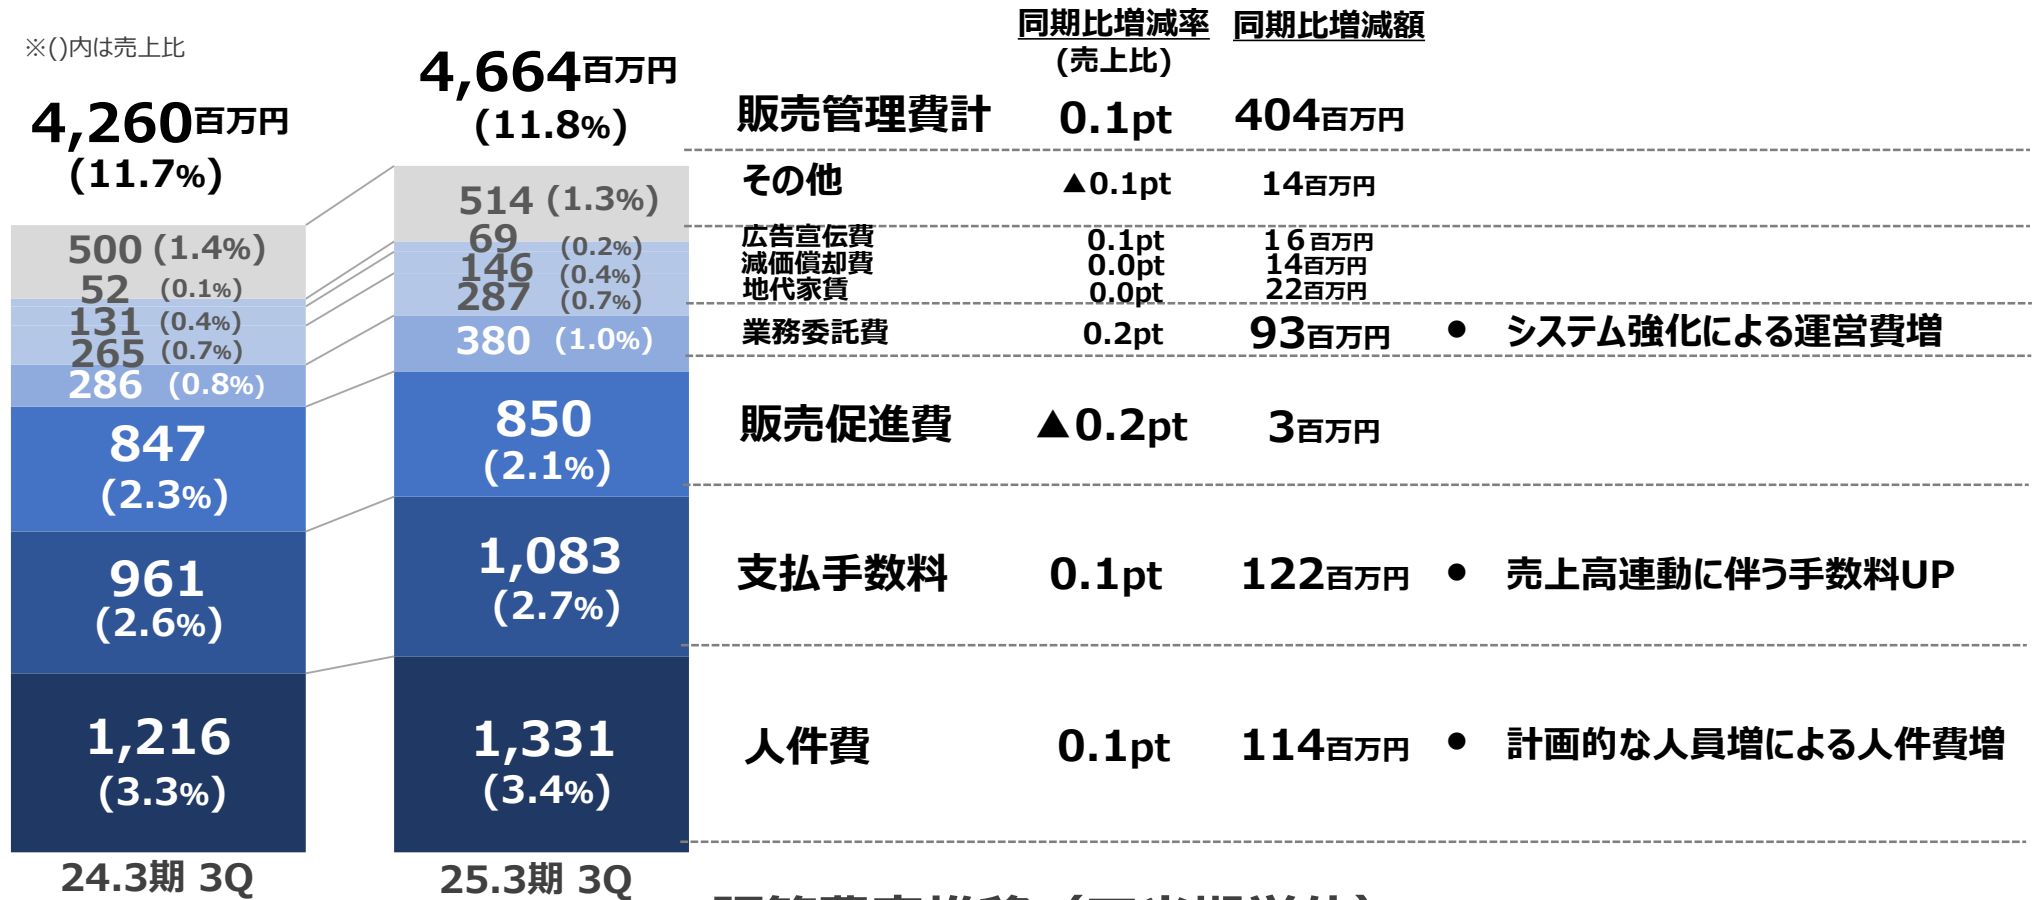 ※()内は売上比
4,260百万円
(11.7%)
500 (1.4%)
52 (0.1%)
131 (0.4%)
265 (0.7%)
286 (0.8%)
847
(2.3%)
961
(2.6%)
1,216
(3.3%)
24.3期 3Q
4,664百万円
(11.8%)
514 (1.3%)
69 (0.2%)
146 (0.4%)
287 (0.7%)
380 (1.0%)
850
(2.1%)
1,083
(2.7%)
1,331
(3.4%)
25.3期 3Q
同期比増減率 同期比増減額
(売上比)
販売管理費計 0.1pt 404百万円
その他 ▲0.1pt 14百万円
広告宣伝費 0.1pt 16百万円
減価償却費 0.0pt 14百万円
地代家賃 0.0pt 22百万円
業務委託費 0.2pt 93百万円 ● システム強化による運営費増
販売促進費 ▲0.2pt 3百万円
支払手数料 0.1pt 122百万円 ● 売上高連動に伴う手数料UP
人件費 0.1pt 114百万円 ● 計画的な人員増による人件費増